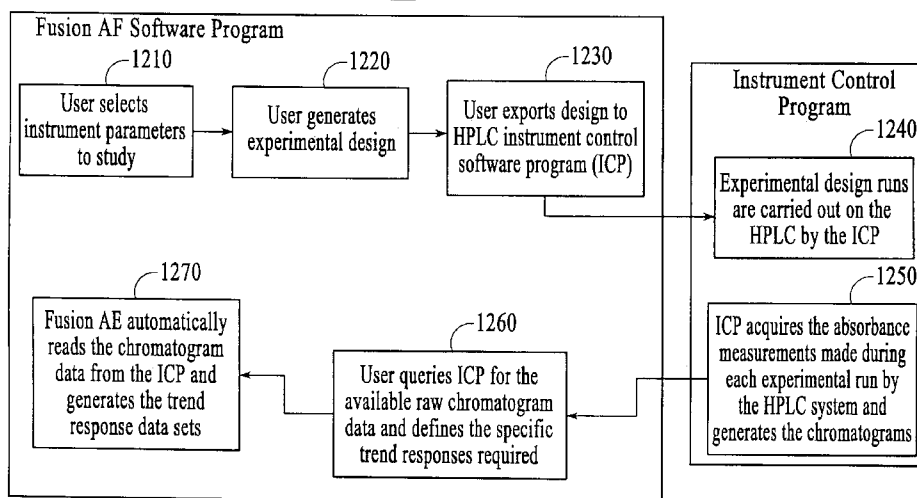 Fusion AF Software Program
1210
User selects
instrument parameters
to study
1220
User generates
experimental design
1230
User exports design to
HPLC instrument control
software program (ICP)
Instrument Control
Program
1240
Experimental design runs
are carried out on the
HPLC by the ICP
1250
ICP acquires the absorbance
measurements made during
each experimental run by
the HPLC system and
generates the chromatograms
1260
User queries ICP for the
available raw chromatogram
data and defines the specific
trend responses required
1270
Fusion AE automatically
reads the chromatogram
data from the ICP and
generates the trend
response data sets